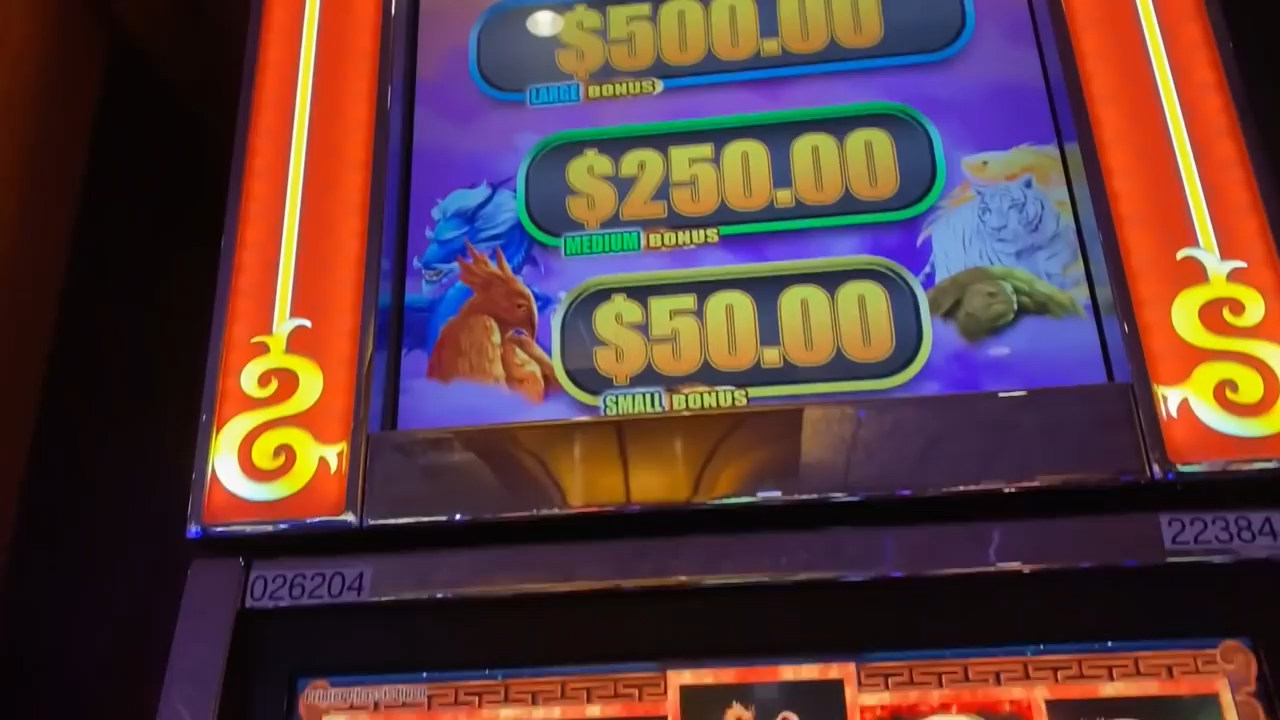 $500.00
LARGE BONUS
$250.00
MEDIUM BONUS
$50.00
SMALL BONUS
22384
026204